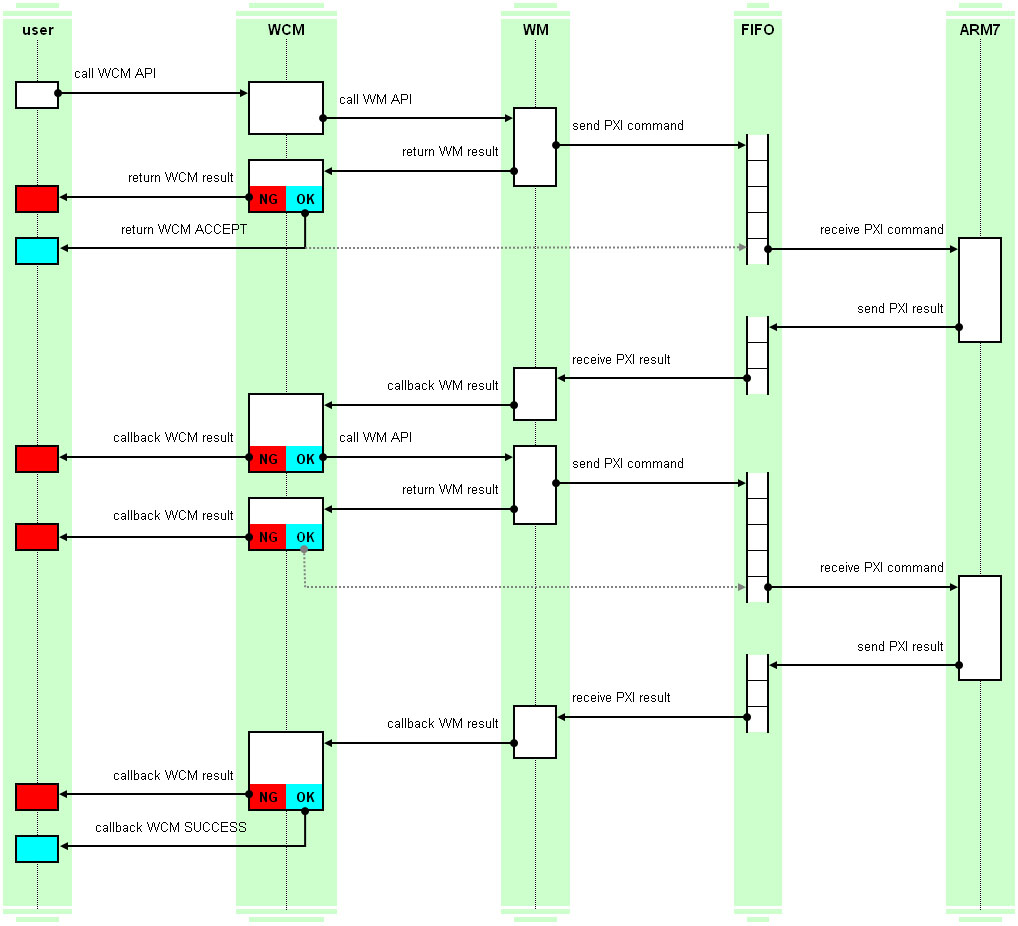 user WCM WM FIFO ARM7
call WCM API
call WM API
send PXI command
return WM result
return WCM result
NG OK
return WCM ACCEPT
receive PXI command
send PXI result
receive PXI result
callback WM result
callback WCM result
call WM API
NG OK
send PXI command
return WM result
callback WCM result
NG OK
receive PXI command
send PXI result
receive PXI result
callback WM result
callback WCM result
NG OK
callback WCM SUCCESS